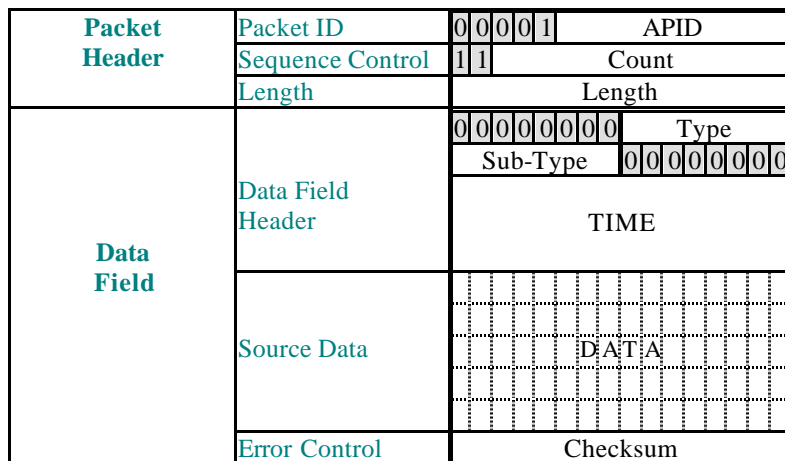 Packet Header
Packet ID
0 0 0 0 1 APID
Sequence Control
1 1 Count
Length
Length
Data Field
Data Field Header
0 0 0 0 0 0 0 0 Type
Sub-Type 0 0 0 0 0 0 0 0
TIME
Source Data
DATA
Error Control
Checksum